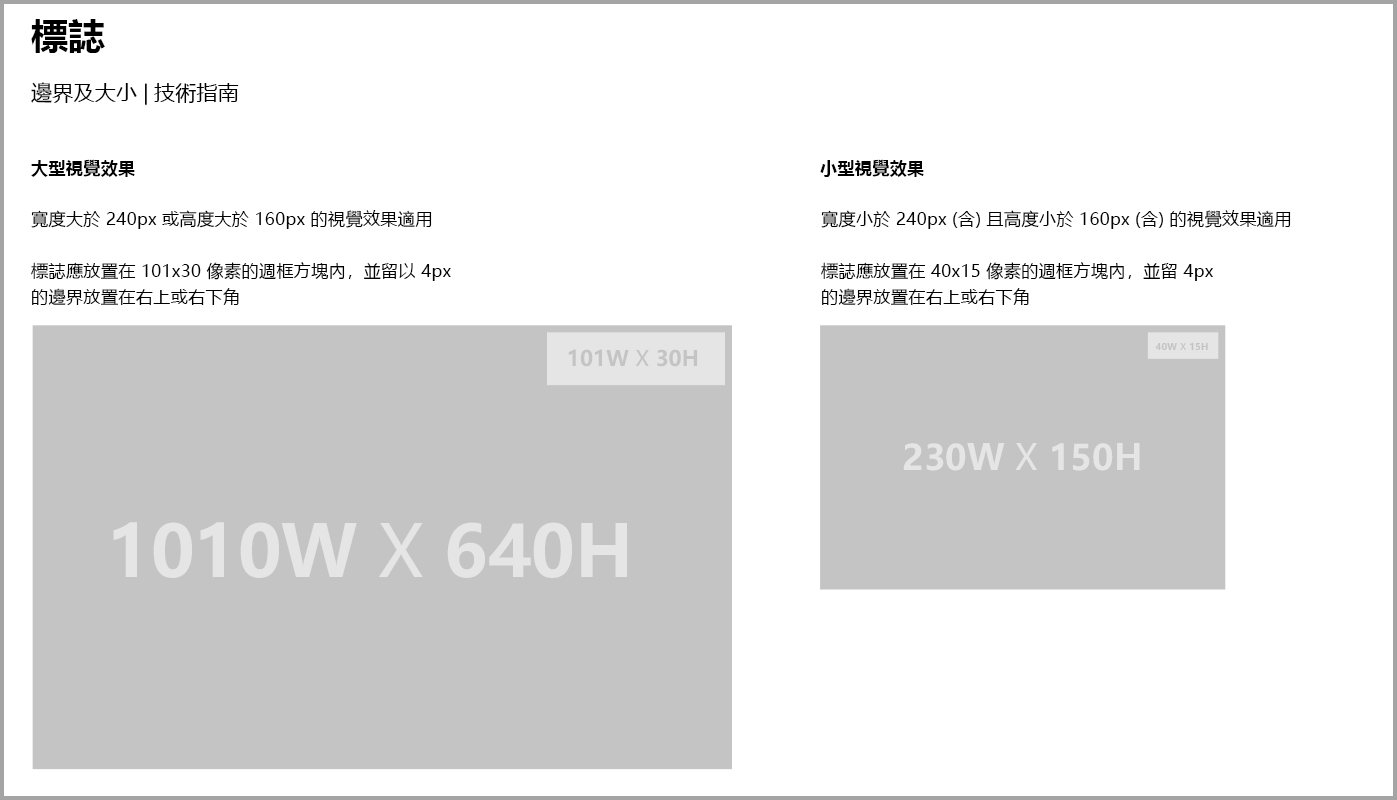 標誌
邊界及大小 | 技術指南
大型視覺效果
寬度大於 240px 或高度大於 160px 的視覺效果適用
標誌應放置在 101x30 像素的週框方塊內，並留以 4px
的邊界放置在右上或右下角
101W X 30H
1010W X 640H
小型視覺效果
寬度小於 240px (含) 且高度小於 160px (含) 的視覺效果適用
標誌應放置在 40x15 像素的週框方塊內，並留 4px
的邊界放置在右上或右下角
40W X 15H
230W X 150H